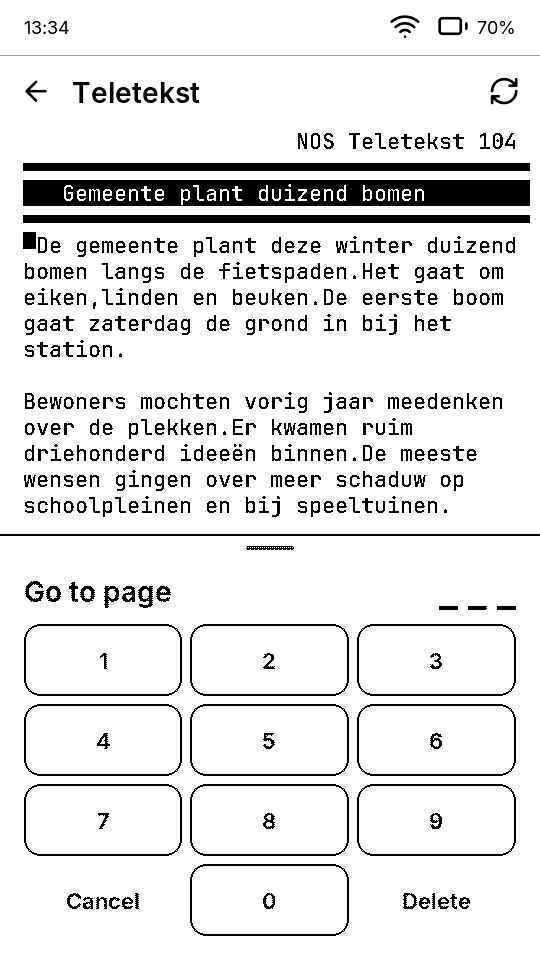 13:34
70%
Teletekst
NOS Teletekst 104
Gemeente plant duizend bomen
De gemeente plant deze winter duizend
bomen langs de fietspaden.Het gaat om
eiken,linden en beuken.De eerste boom
gaat zaterdag de grond in bij het
station.
Bewoners mochten vorig jaar meedenken
over de plekken.Er kwamen ruim
driehonderd ideeën binnen.De meeste
wensen gingen over meer schaduw op
schoolpleinen en bij speeltuinen.
Go to page
_ _ _
1 2 3
4 5 6
7 8 9
Cancel 0 Delete